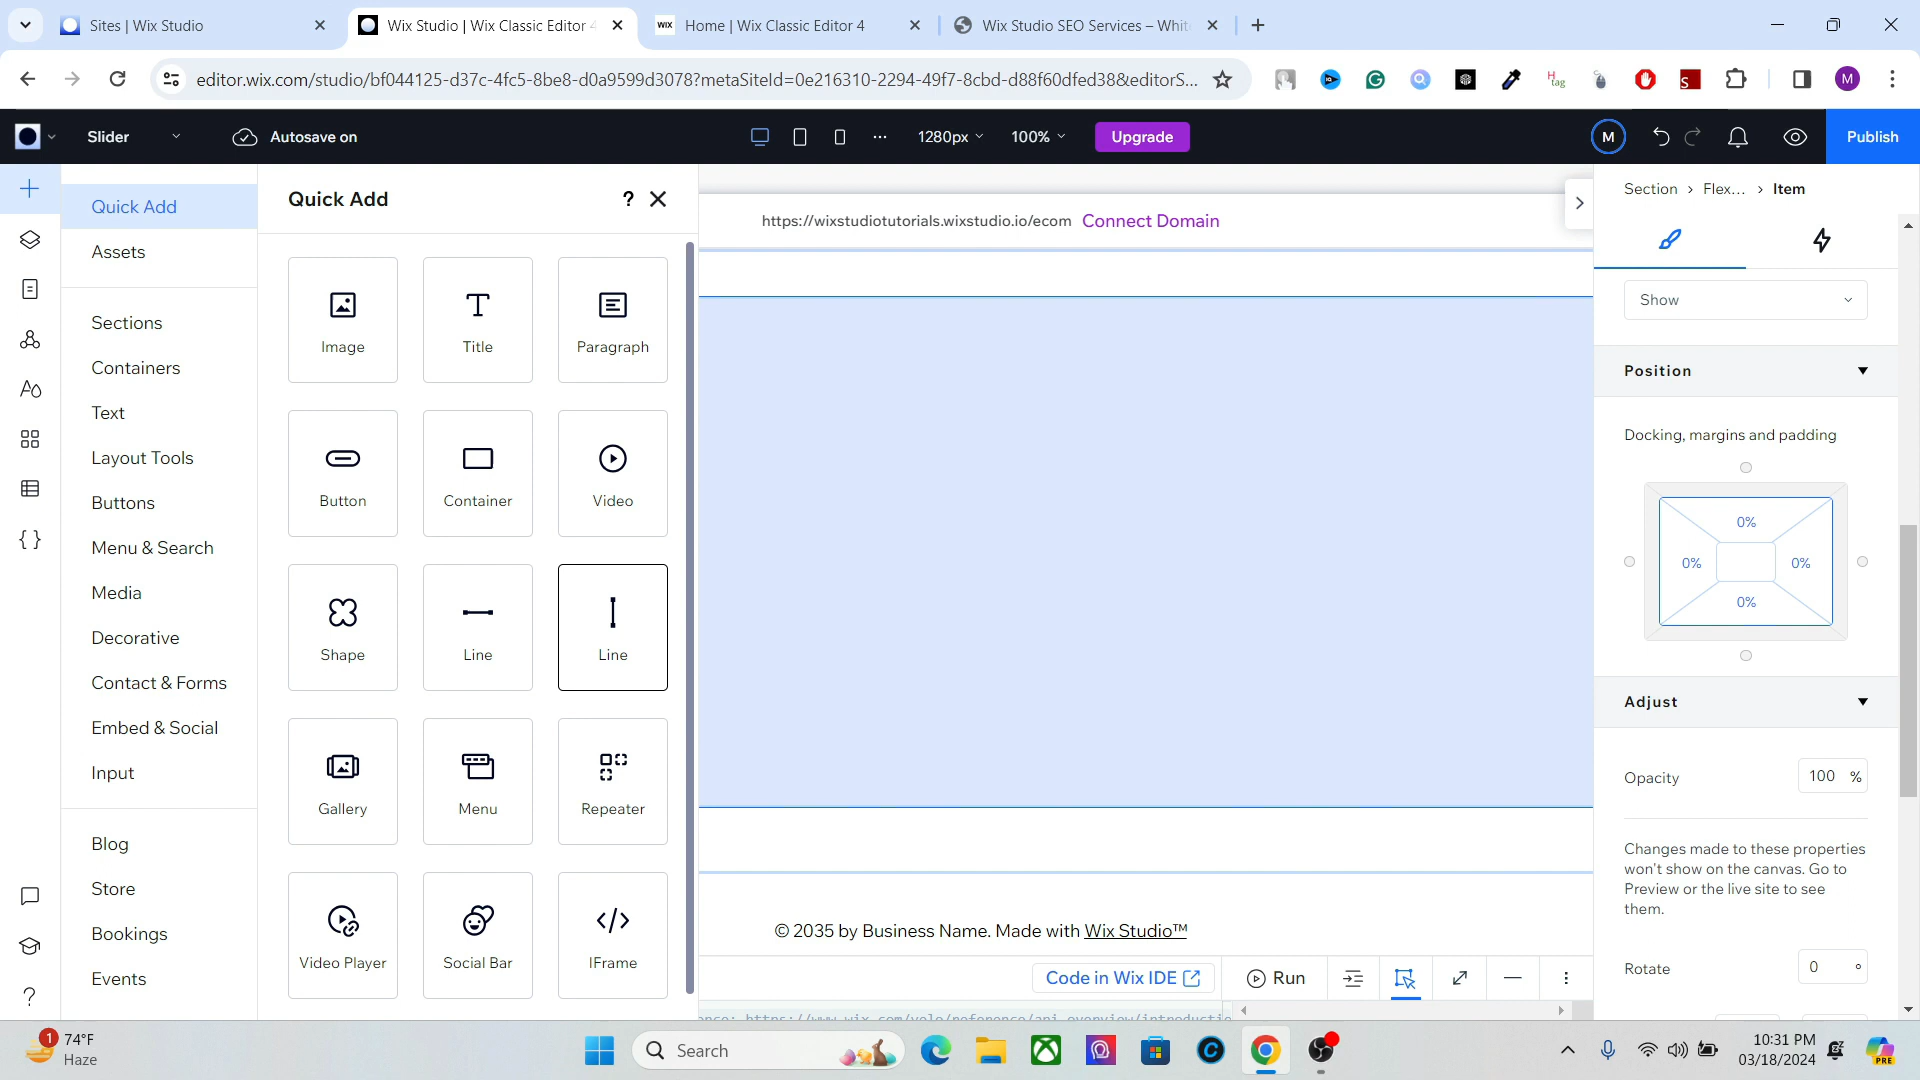 Sites | Wix Studio
Wix Studio | Wix Classic Editor 4
WIX Home | Wix Classic Editor 4
Wix Studio SEO Services – Whit
editor.wix.com/studio/bf044125-d37c-4fc5-8be8-d0a9599d3078?metaSiteId=0e216310-2294-49f7-8cbd-d88f60dfed38&editorS...
H tag
S
M
Slider
Autosave on
1280px
100%
Upgrade
M
Publish
Quick Add
Assets
Sections
Containers
Text
Layout Tools
Buttons
Menu & Search
Media
Decorative
Contact & Forms
Embed & Social
Input
Blog
Store
Bookings
Events
Quick Add
?
Image
Title
Paragraph
Button
Container
Video
Shape
Line
Line
Gallery
Menu
Repeater
Video Player
Social Bar
IFrame
https://wixstudiotutorials.wixstudio.io/ecom Connect Domain
© 2035 by Business Name. Made with Wix Studio™
Code in Wix IDE
Run
Section > Flex... > Item
Show
Position
Docking, margins and padding
0%
0%
0%
0%
Adjust
Opacity
100 %
Changes made to these properties
won't show on the canvas. Go to
Preview or the live site to see
them.
Rotate
0 °
1
74°F
Haze
Search
10:31 PM
03/18/2024
PRE